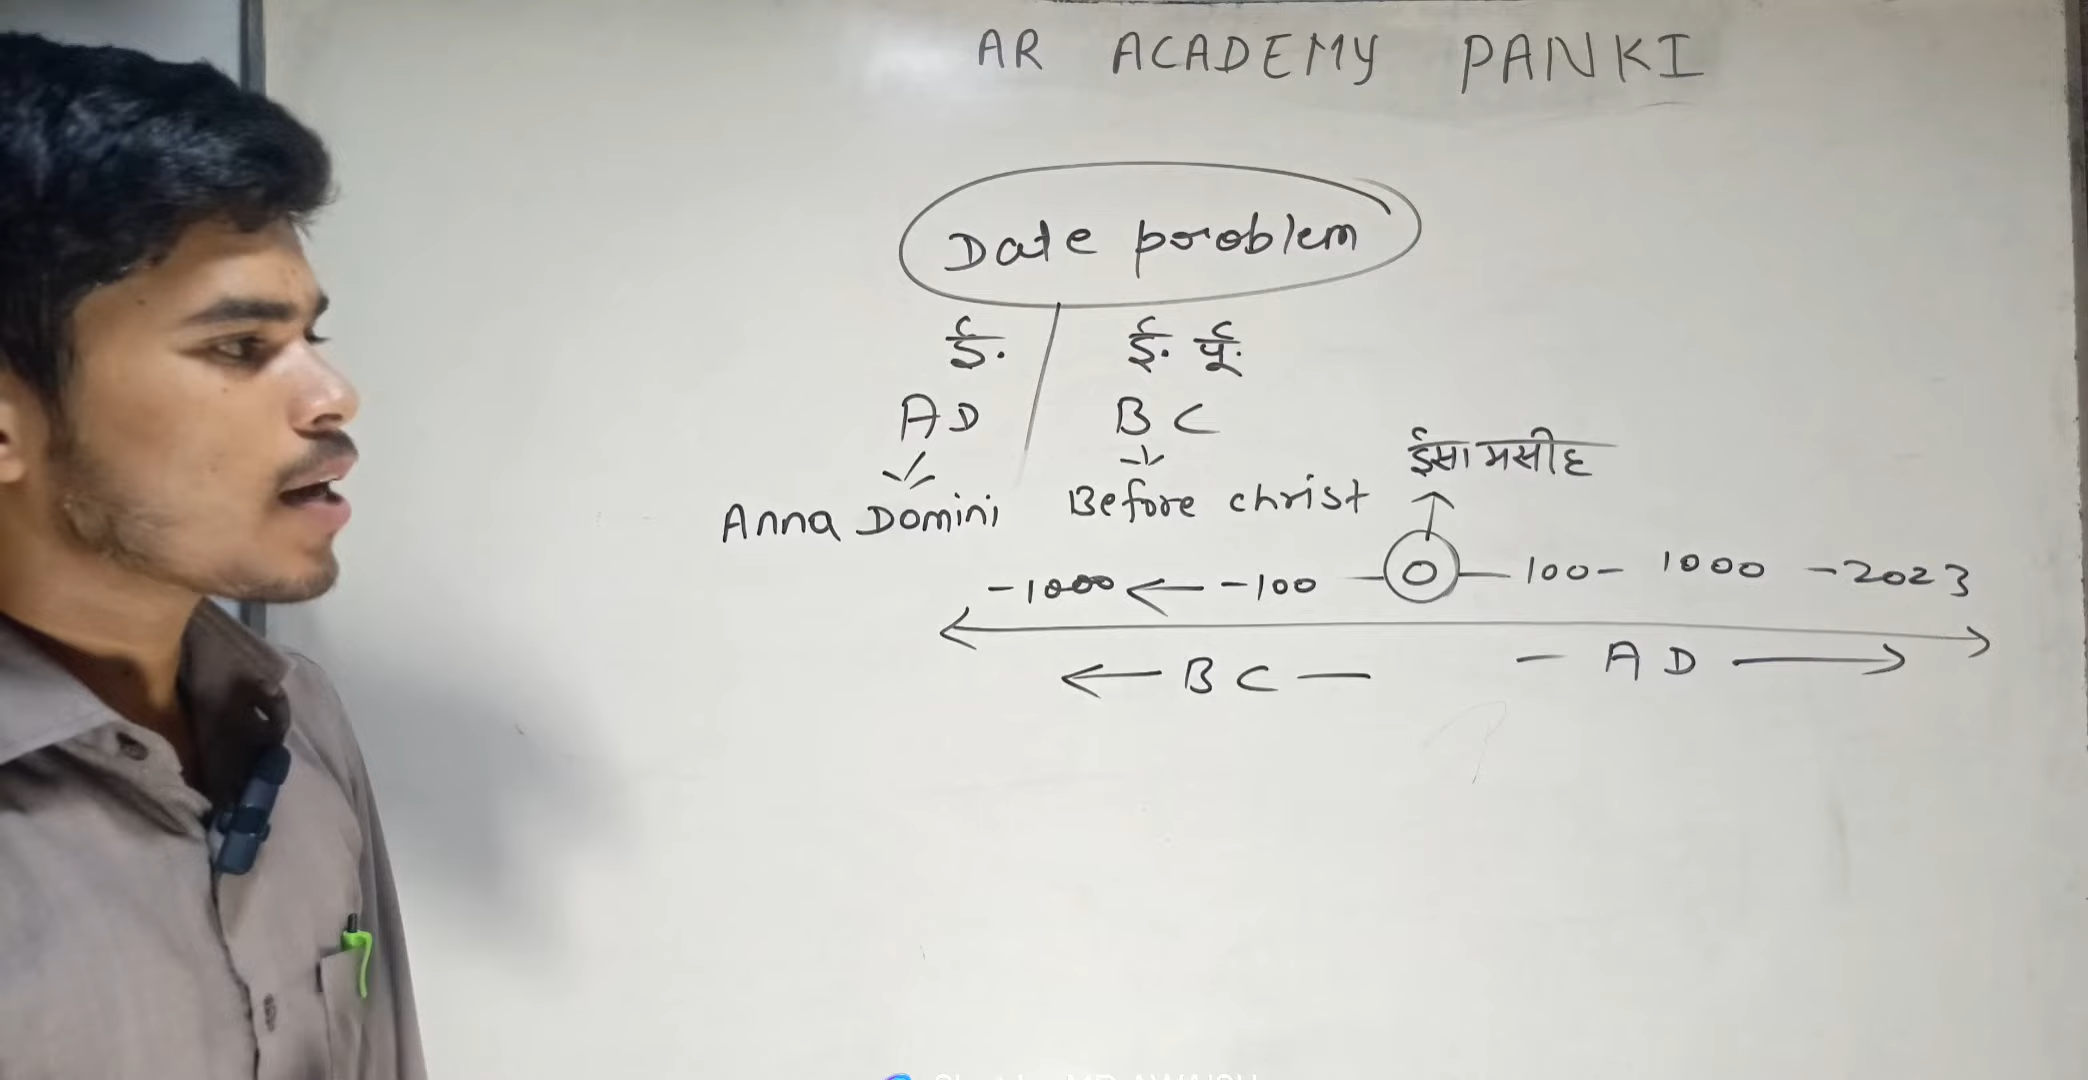 AR ACADEMY PANKI
Date problem
ई. ई. पू.
AD BC
ईसा मसीह
Anna Domini Before christ
-1000 ← -100 — 0 — 100 - 1000 - 2023
← BC — — AD →